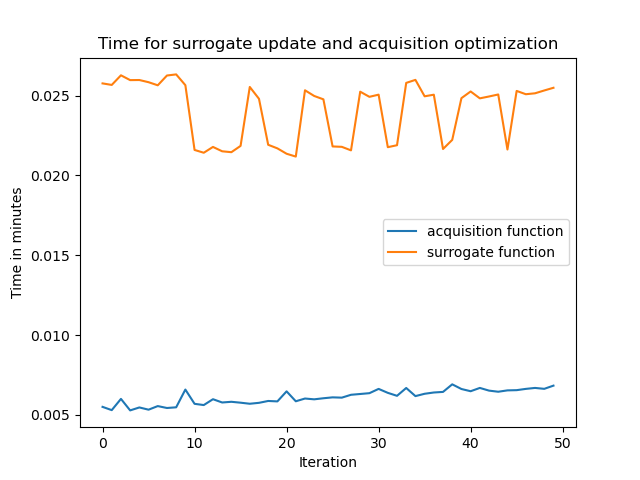 Time for surrogate update and acquisition optimization
Time in minutes
0.025
0.020
0.015
0.010
0.005
acquisition function
surrogate function
0 10 20 30 40 50
Iteration